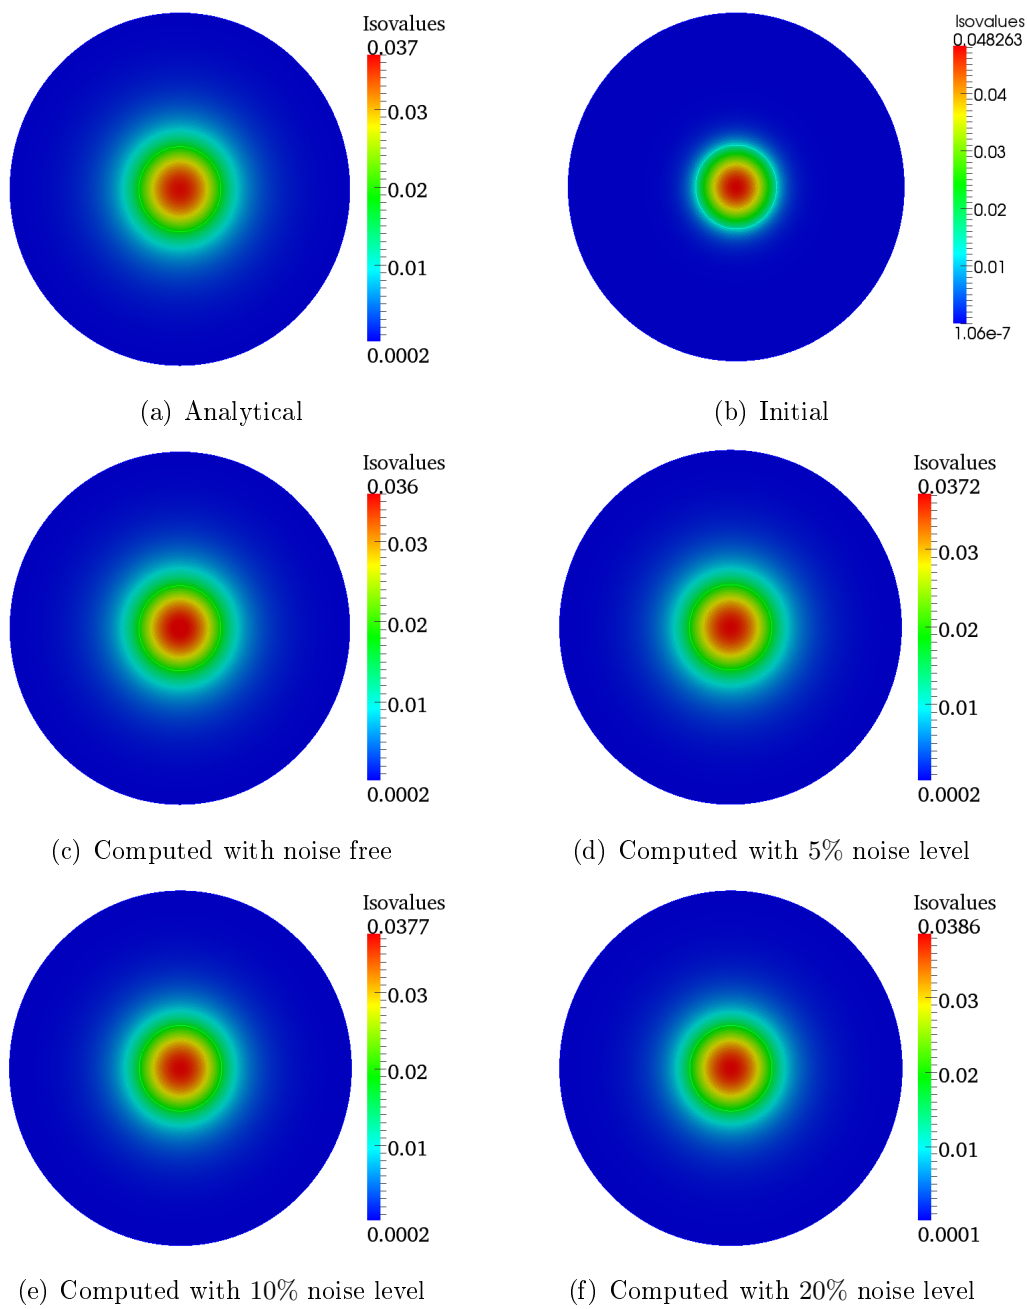 Isovalues
0.037
0.03
0.02
0.01
0.0002
(a) Analytical
Isovalues
0.048263
0.04
0.03
0.02
0.01
1.06e-7
(b) Initial
Isovalues
0.036
0.03
0.02
0.01
0.0002
(c) Computed with noise free
Isovalues
0.0372
0.03
0.02
0.01
0.0002
(d) Computed with 5% noise level
Isovalues
0.0377
0.03
0.02
0.01
0.0002
(e) Computed with 10% noise level
Isovalues
0.0386
0.03
0.02
0.01
0.0001
(f) Computed with 20% noise level